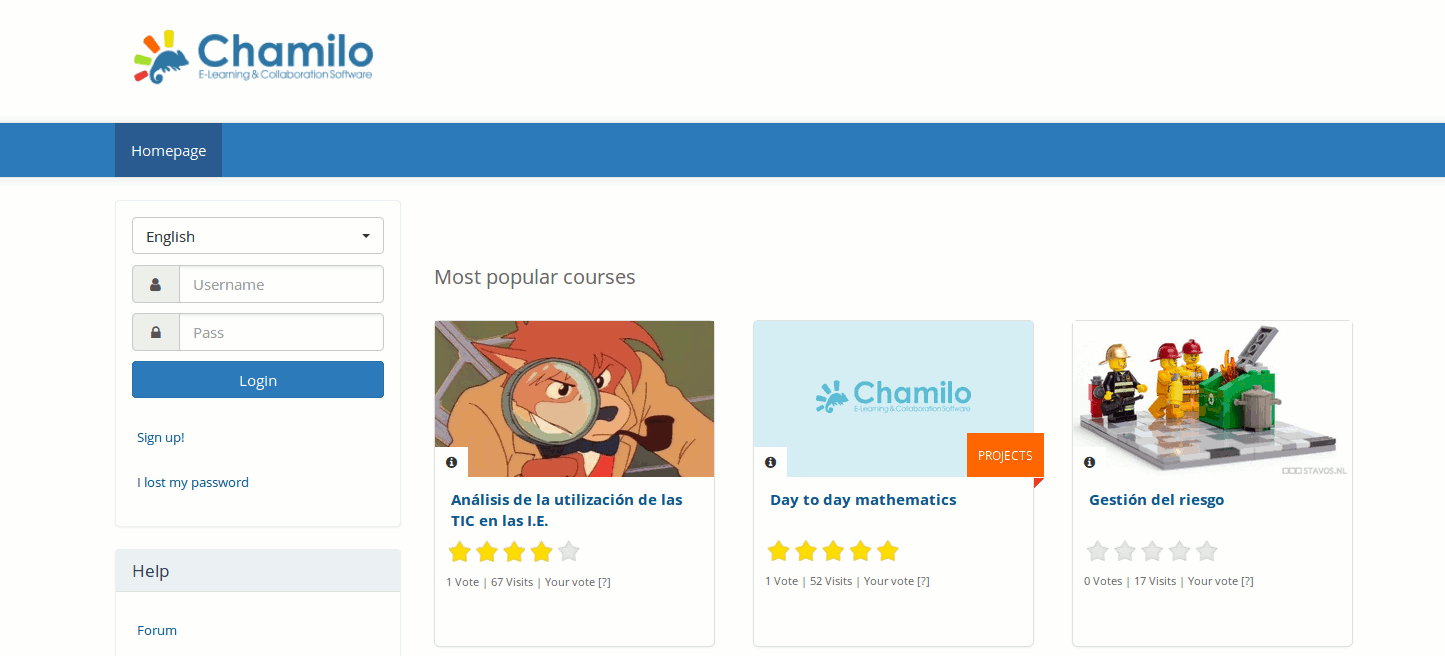 Chamilo
E-Learning & Collaboration Software
Homepage
English
Username
Pass
Login
Sign up!
I lost my password
Help
Forum
Most popular courses
Análisis de la utilización de las
TIC en las I.E.
1 Vote | 67 Visits | Your vote [?]
Chamilo
E-Learning & Collaboration Software
PROJECTS
Day to day mathematics
1 Vote | 52 Visits | Your vote [?]
STAVOS.NL
Gestión del riesgo
0 Votes | 17 Visits | Your vote [?]